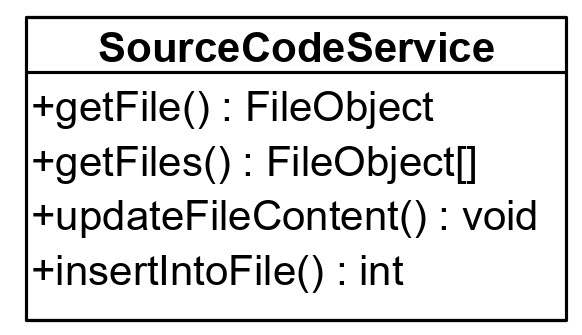 SourceCodeService
+getFile() : FileObject
+getFiles() : FileObject[]
+updateFileContent() : void
+insertIntoFile() : int